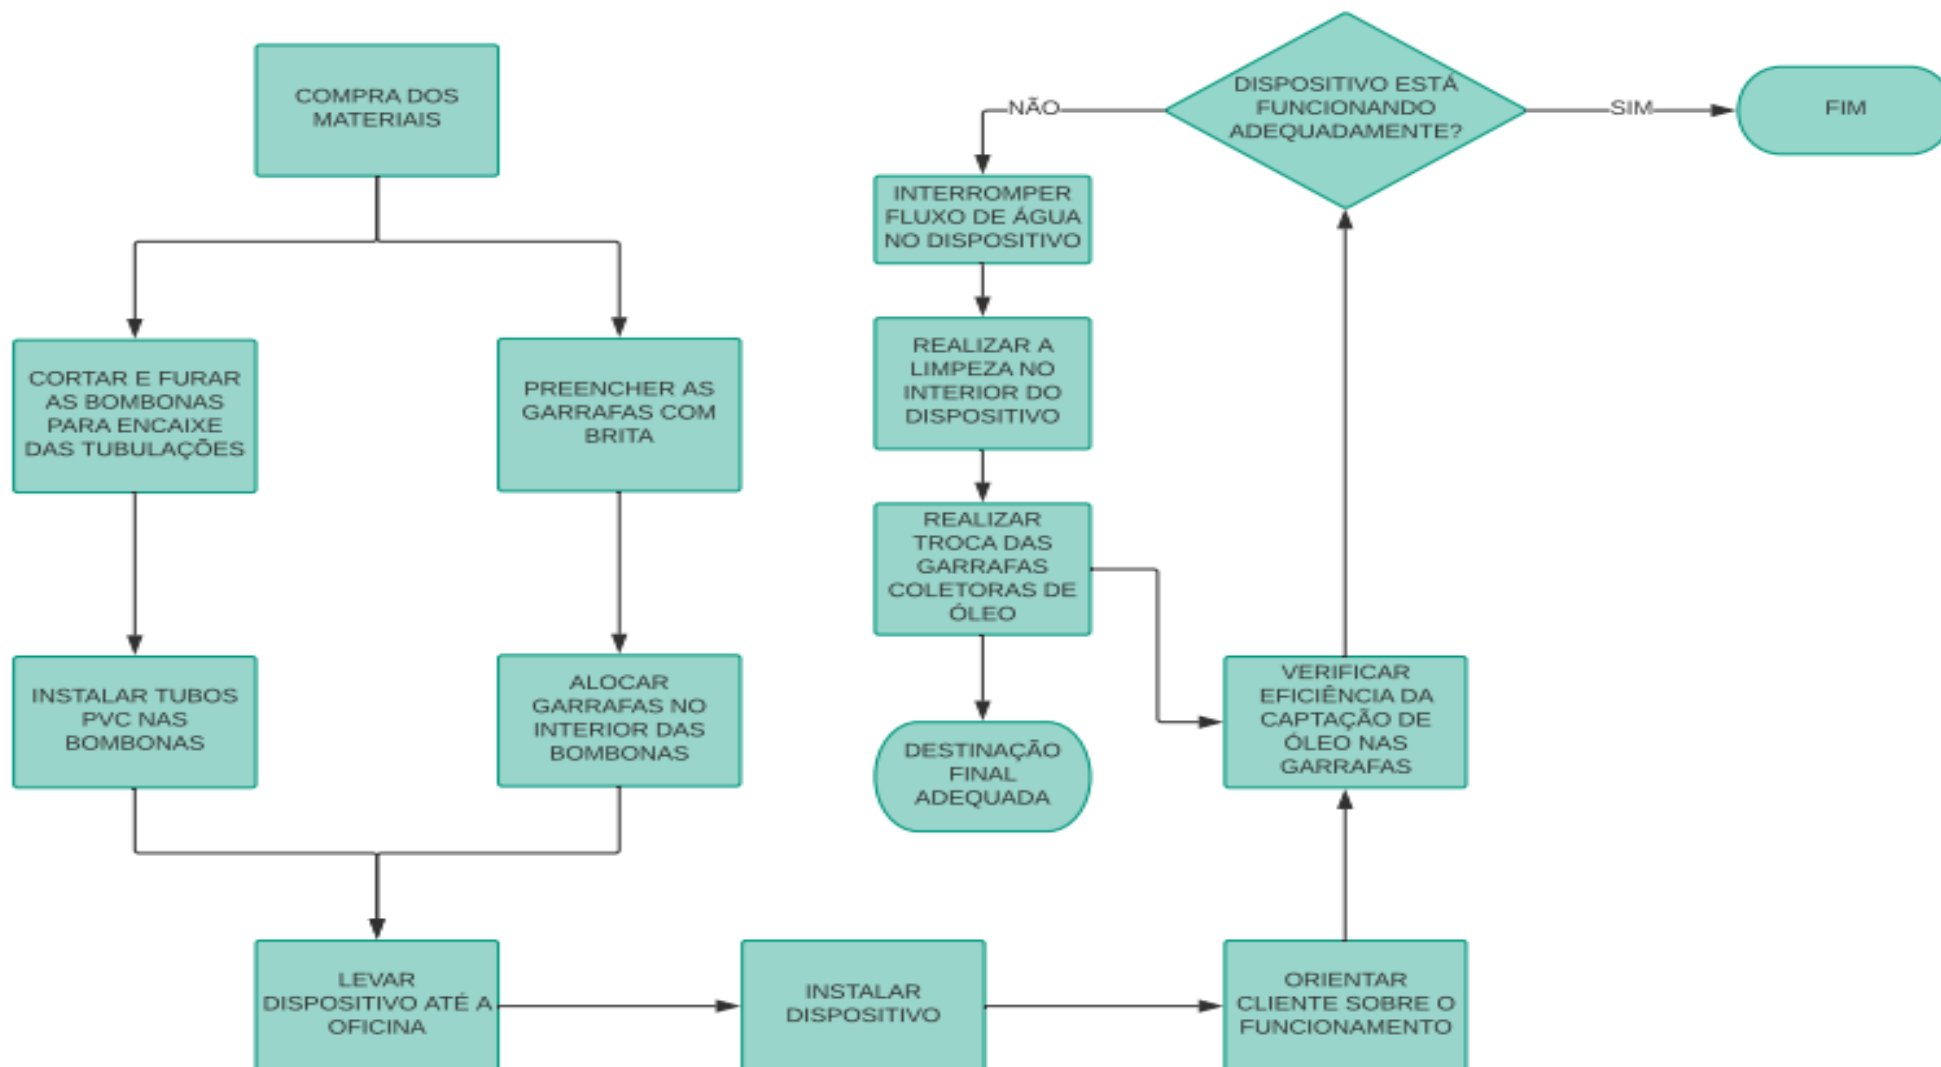 COMPRA DOS
MATERIAIS
CORTAR E FURAR
AS BOMBONAS
PARA ENCAIXE
DAS TUBULAÇÕES
PREENCHER AS
GARRAFAS COM
BRITA
INSTALAR TUBOS
PVC NAS
BOMBONAS
ALOCAR
GARRAFAS NO
INTERIOR DAS
BOMBONAS
LEVAR
DISPOSITIVO ATÉ A
OFICINA
INSTALAR
DISPOSITIVO
ORIENTAR
CLIENTE SOBRE O
FUNCIONAMENTO
VERIFICAR
EFICIÊNCIA DA
CAPTAÇÃO DE
ÓLEO NAS
GARRAFAS
DISPOSITIVO ESTÁ
FUNCIONANDO
ADEQUADAMENTE?
SIM
FIM
NÃO
INTERROMPER
FLUXO DE ÁGUA
NO DISPOSITIVO
REALIZAR A
LIMPEZA NO
INTERIOR DO
DISPOSITIVO
REALIZAR
TROCA DAS
GARRAFAS
COLETORAS DE
ÓLEO
DESTINAÇÃO
FINAL
ADEQUADA